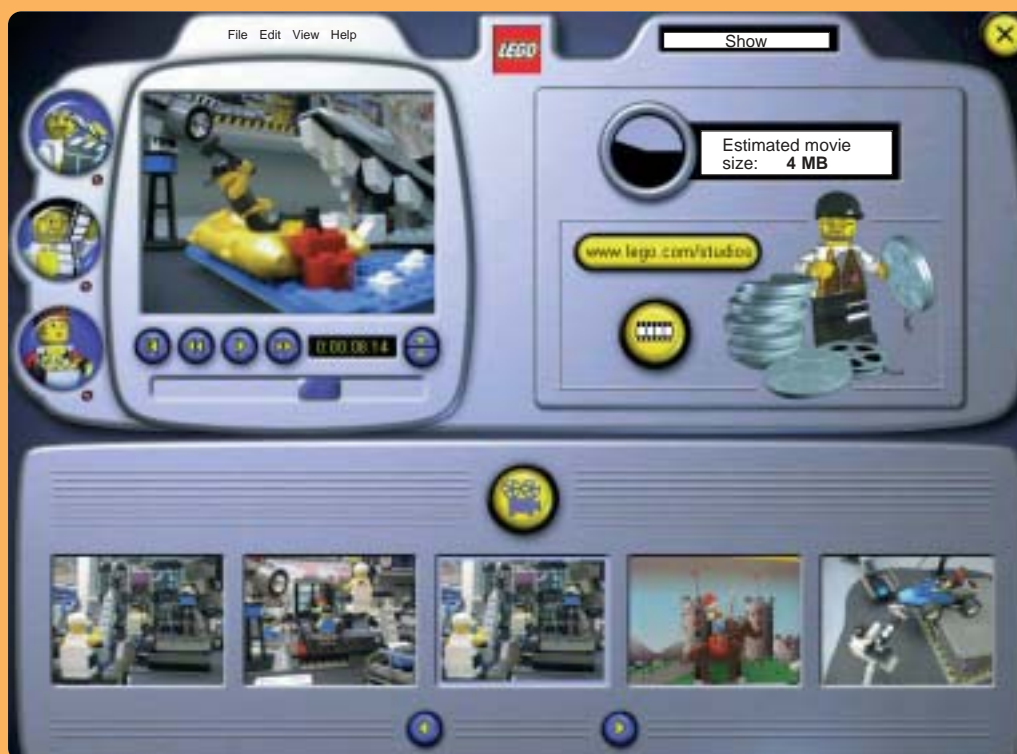 File Edit View Help
LEGO
Show
Estimated movie
size: 4 MB
www.lego.com/studios
0:00:08:14